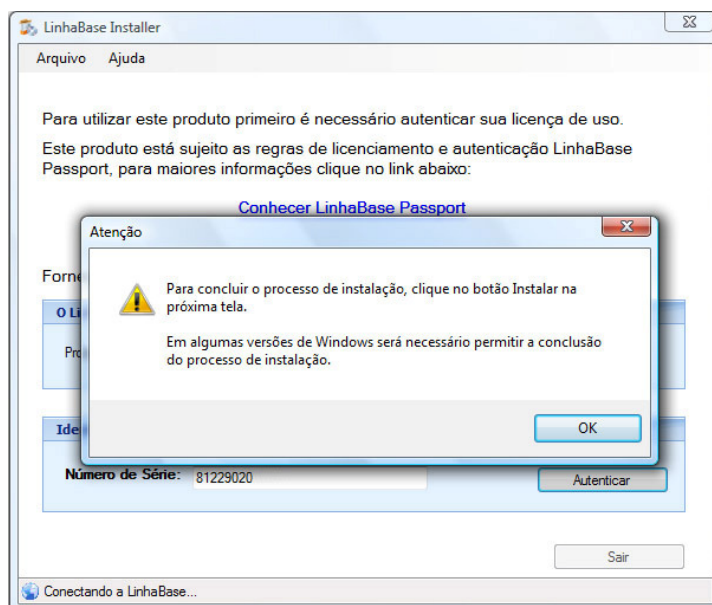 LinhaBase Installer
Arquivo Ajuda
Para utilizar este produto primeiro é necessário autenticar sua licença de uso.
Este produto está sujeito as regras de licenciamento e autenticação LinhaBase
Passport, para maiores informações clique no link abaixo:
Conhecer LinhaBase Passport
Atenção
Para concluir o processo de instalação, clique no botão Instalar na
próxima tela.
Em algumas versões de Windows será necessário permitir a conclusão
do processo de instalação.
OK
Número de Série: 81229020
Autenticar
Sair
Conectando a LinhaBase...